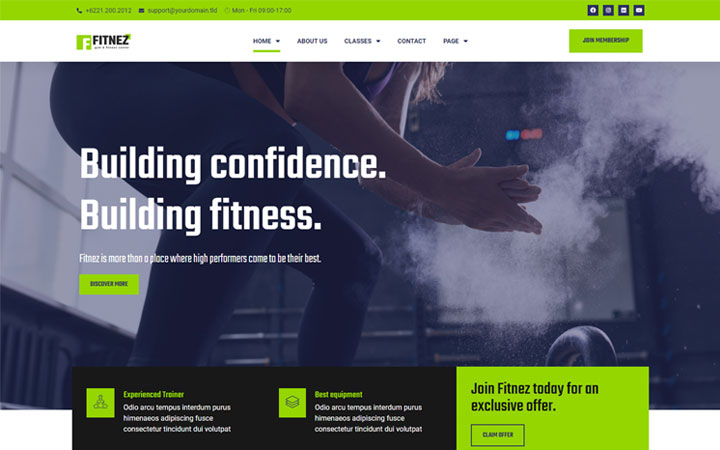 +6221.200.2012 support@yourdomain.tld Mon - Fri 09:00-17:00
FITNEZ
gym & fitness center
HOME ABOUT US CLASSES CONTACT PAGE
JOIN MEMBERSHIP
Building confidence.
Building fitness.
Fitnez is more than a place where high performers come to be their best.
DISCOVER MORE
Experienced Trainer
Odio arcu tempus interdum purus
himenaeos adipiscing fusce
consectetur tincidunt dui volutpat
Best equipment
Odio arcu tempus interdum purus
himenaeos adipiscing fusce
consectetur tincidunt dui volutpat
Join Fitnez today for an
exclusive offer.
CLAIM OFFER